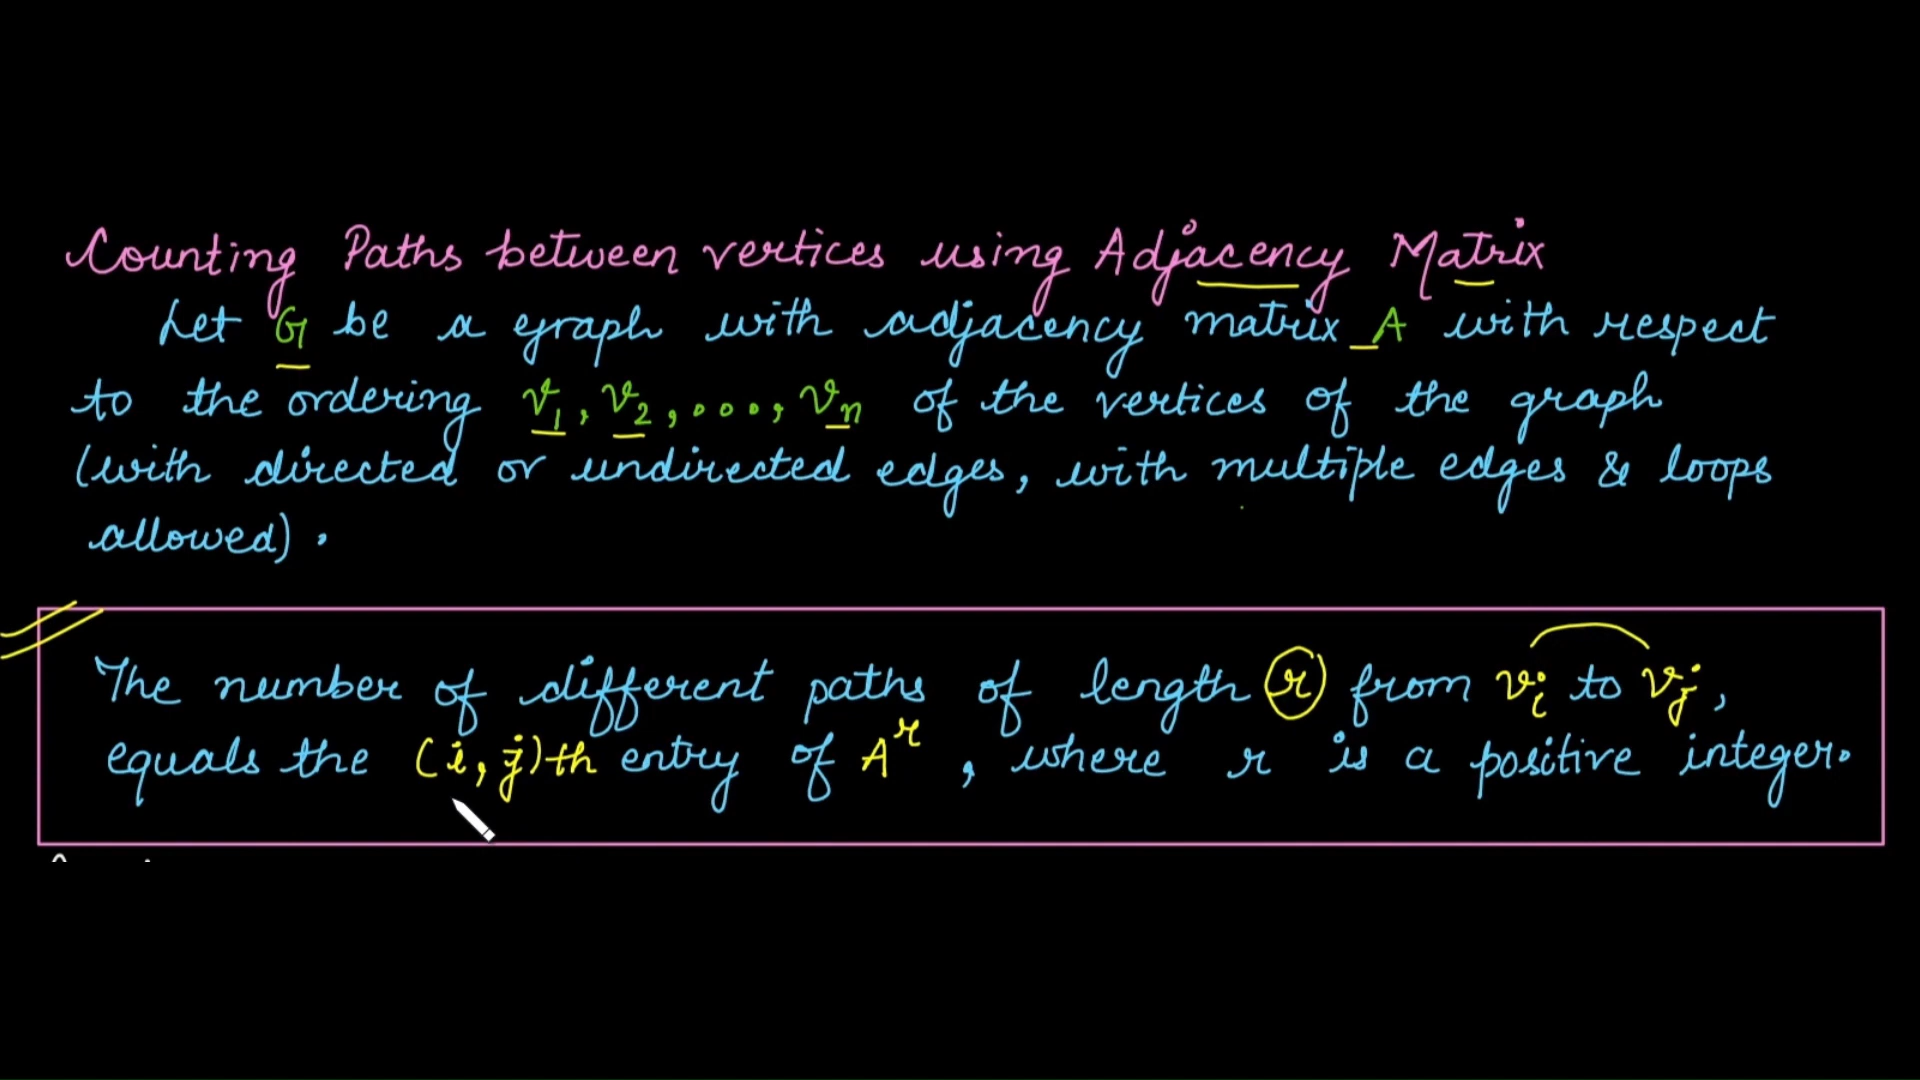 Counting Paths between vertices using Adjacency Matrix
Let G be a graph with adjacency matrix A with respect
to the ordering v₁, v₂, ...., vₙ of the vertices of the graph
(with directed or undirected edges, with multiple edges & loops
allowed).
The number of different paths of length r from vᵢ to vⱼ,
equals the (i, j)th entry of Aʳ, where r is a positive integer.